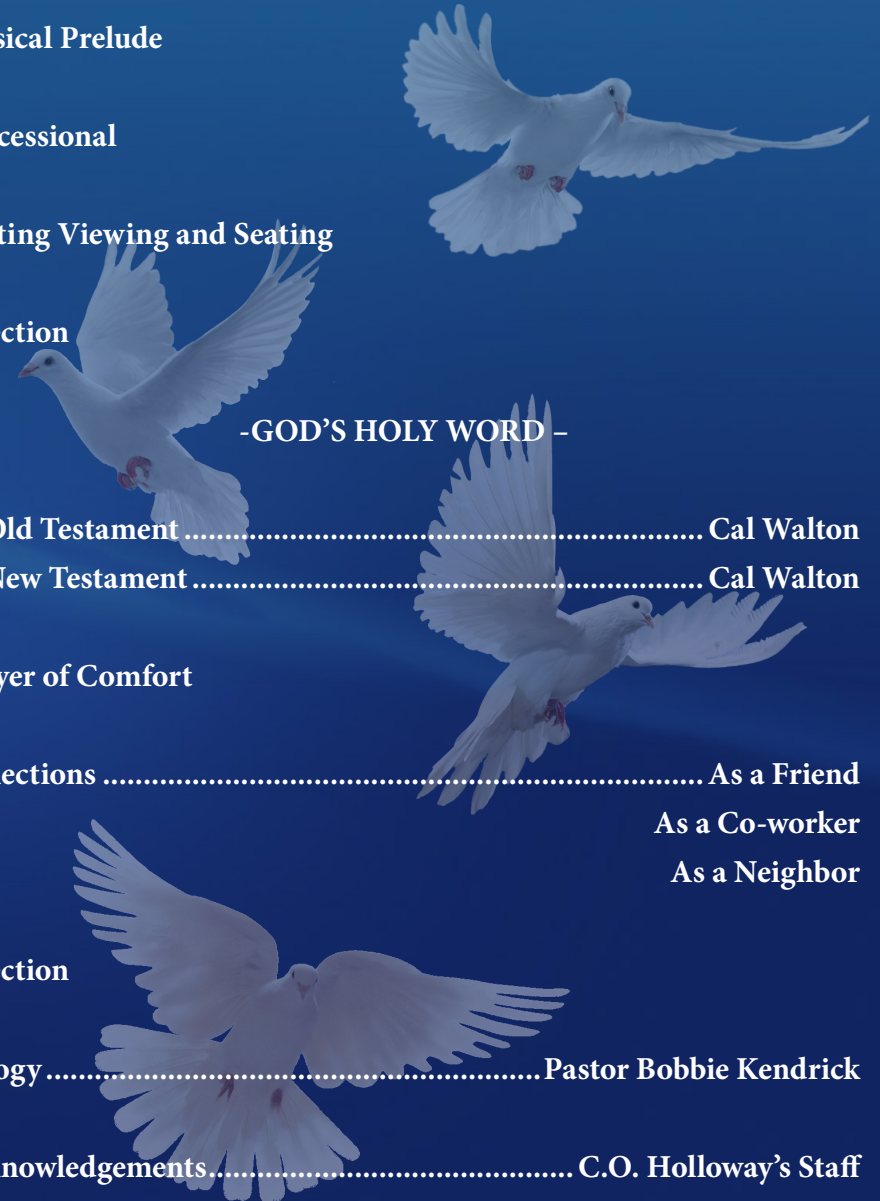 sical Prelude
cessional
ting Viewing and Seating
ction
-GOD’S HOLY WORD –
Old Testament ................................................................. Cal Walton
New Testament ................................................................ Cal Walton
yer of Comfort
lections ........................................................................... As a Friend
As a Co-worker
As a Neighbor
ction
ogy..............................................................Pastor Bobbie Kendrick
nowledgements.............................................. C.O. Holloway’s Staff